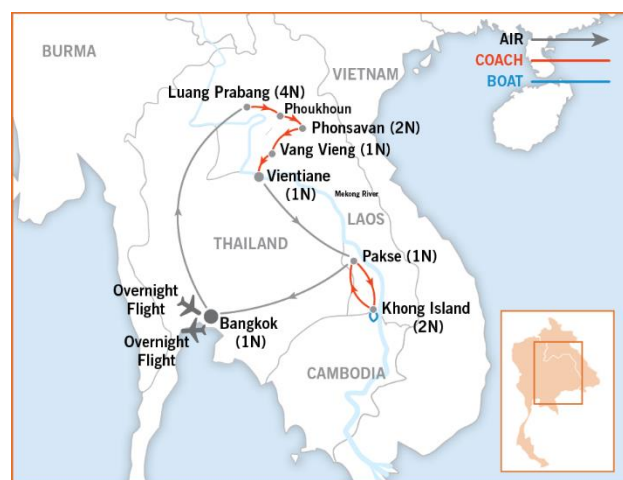 BURMA
AIR
COACH
BOAT
VIETNAM
Luang Prabang (4N)
Phoukhoun
Phonsavan (2N)
Vang Vieng (1N)
Vientiane
(1N)
Mekong River
LAOS
THAILAND
Pakse (1N)
Overnight
Flight
Bangkok
(1N)
Overnight
Flight
Khong Island
(2N)
CAMBODIA